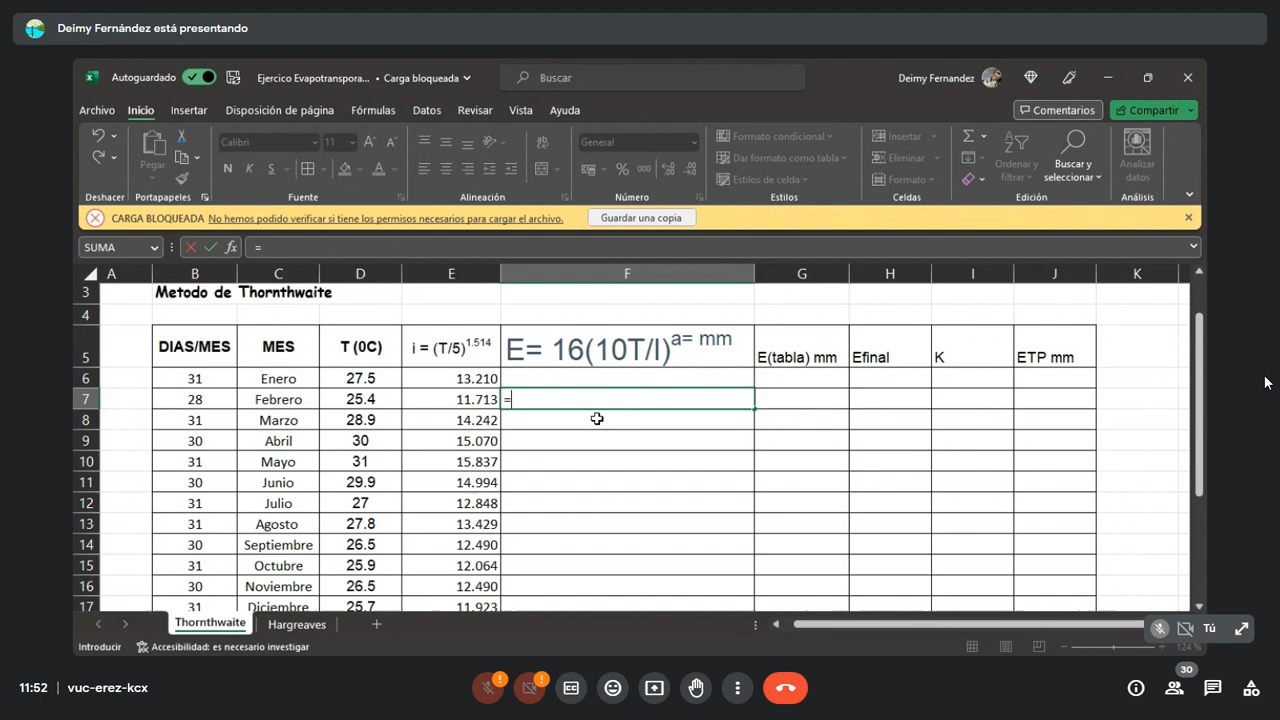 Deimy Fernández está presentando
Autoguardado
Ejercico Evapotranspora... • Carga bloqueada
Buscar
Deimy Fernandez
Archivo Inicio Insertar Disposición de página Fórmulas Datos Revisar Vista Ayuda
Comentarios Compartir
Pegar
Calibri 11
N K S
General
Formato condicional
Dar formato como tabla
Estilos de celda
Insertar
Eliminar
Formato
Ordenar y filtrar
Buscar y seleccionar
Analizar datos
Deshacer Portapapeles Fuente Alineación Número Estilos Celdas Edición Análisis
CARGA BLOQUEADA No hemos podido verificar si tiene los permisos necesarios para cargar el archivo. Guardar una copia
SUMA fx =
A B C D E F G H I J K
3 Metodo de Thornthwaite
4
5 DIAS/MES MES T (0C) i = (T/5)^1.514 E= 16(10T/I)^a= mm E(tabla) mm Efinal K ETP mm
6 31 Enero 27.5 13.210
7 28 Febrero 25.4 11.713 =
8 31 Marzo 28.9 14.242
9 30 Abril 30 15.070
10 31 Mayo 31 15.837
11 30 Junio 29.9 14.994
12 31 Julio 27 12.848
13 31 Agosto 27.8 13.429
14 30 Septiembre 26.5 12.490
15 31 Octubre 25.9 12.064
16 30 Noviembre 26.5 12.490
17 31 Diciembre 25.7 11.923
Thornthwaite Hargreaves
Tú
Introducir Accesibilidad: es necesario investigar 124 %
11:52 | vuc-erez-kcx
30